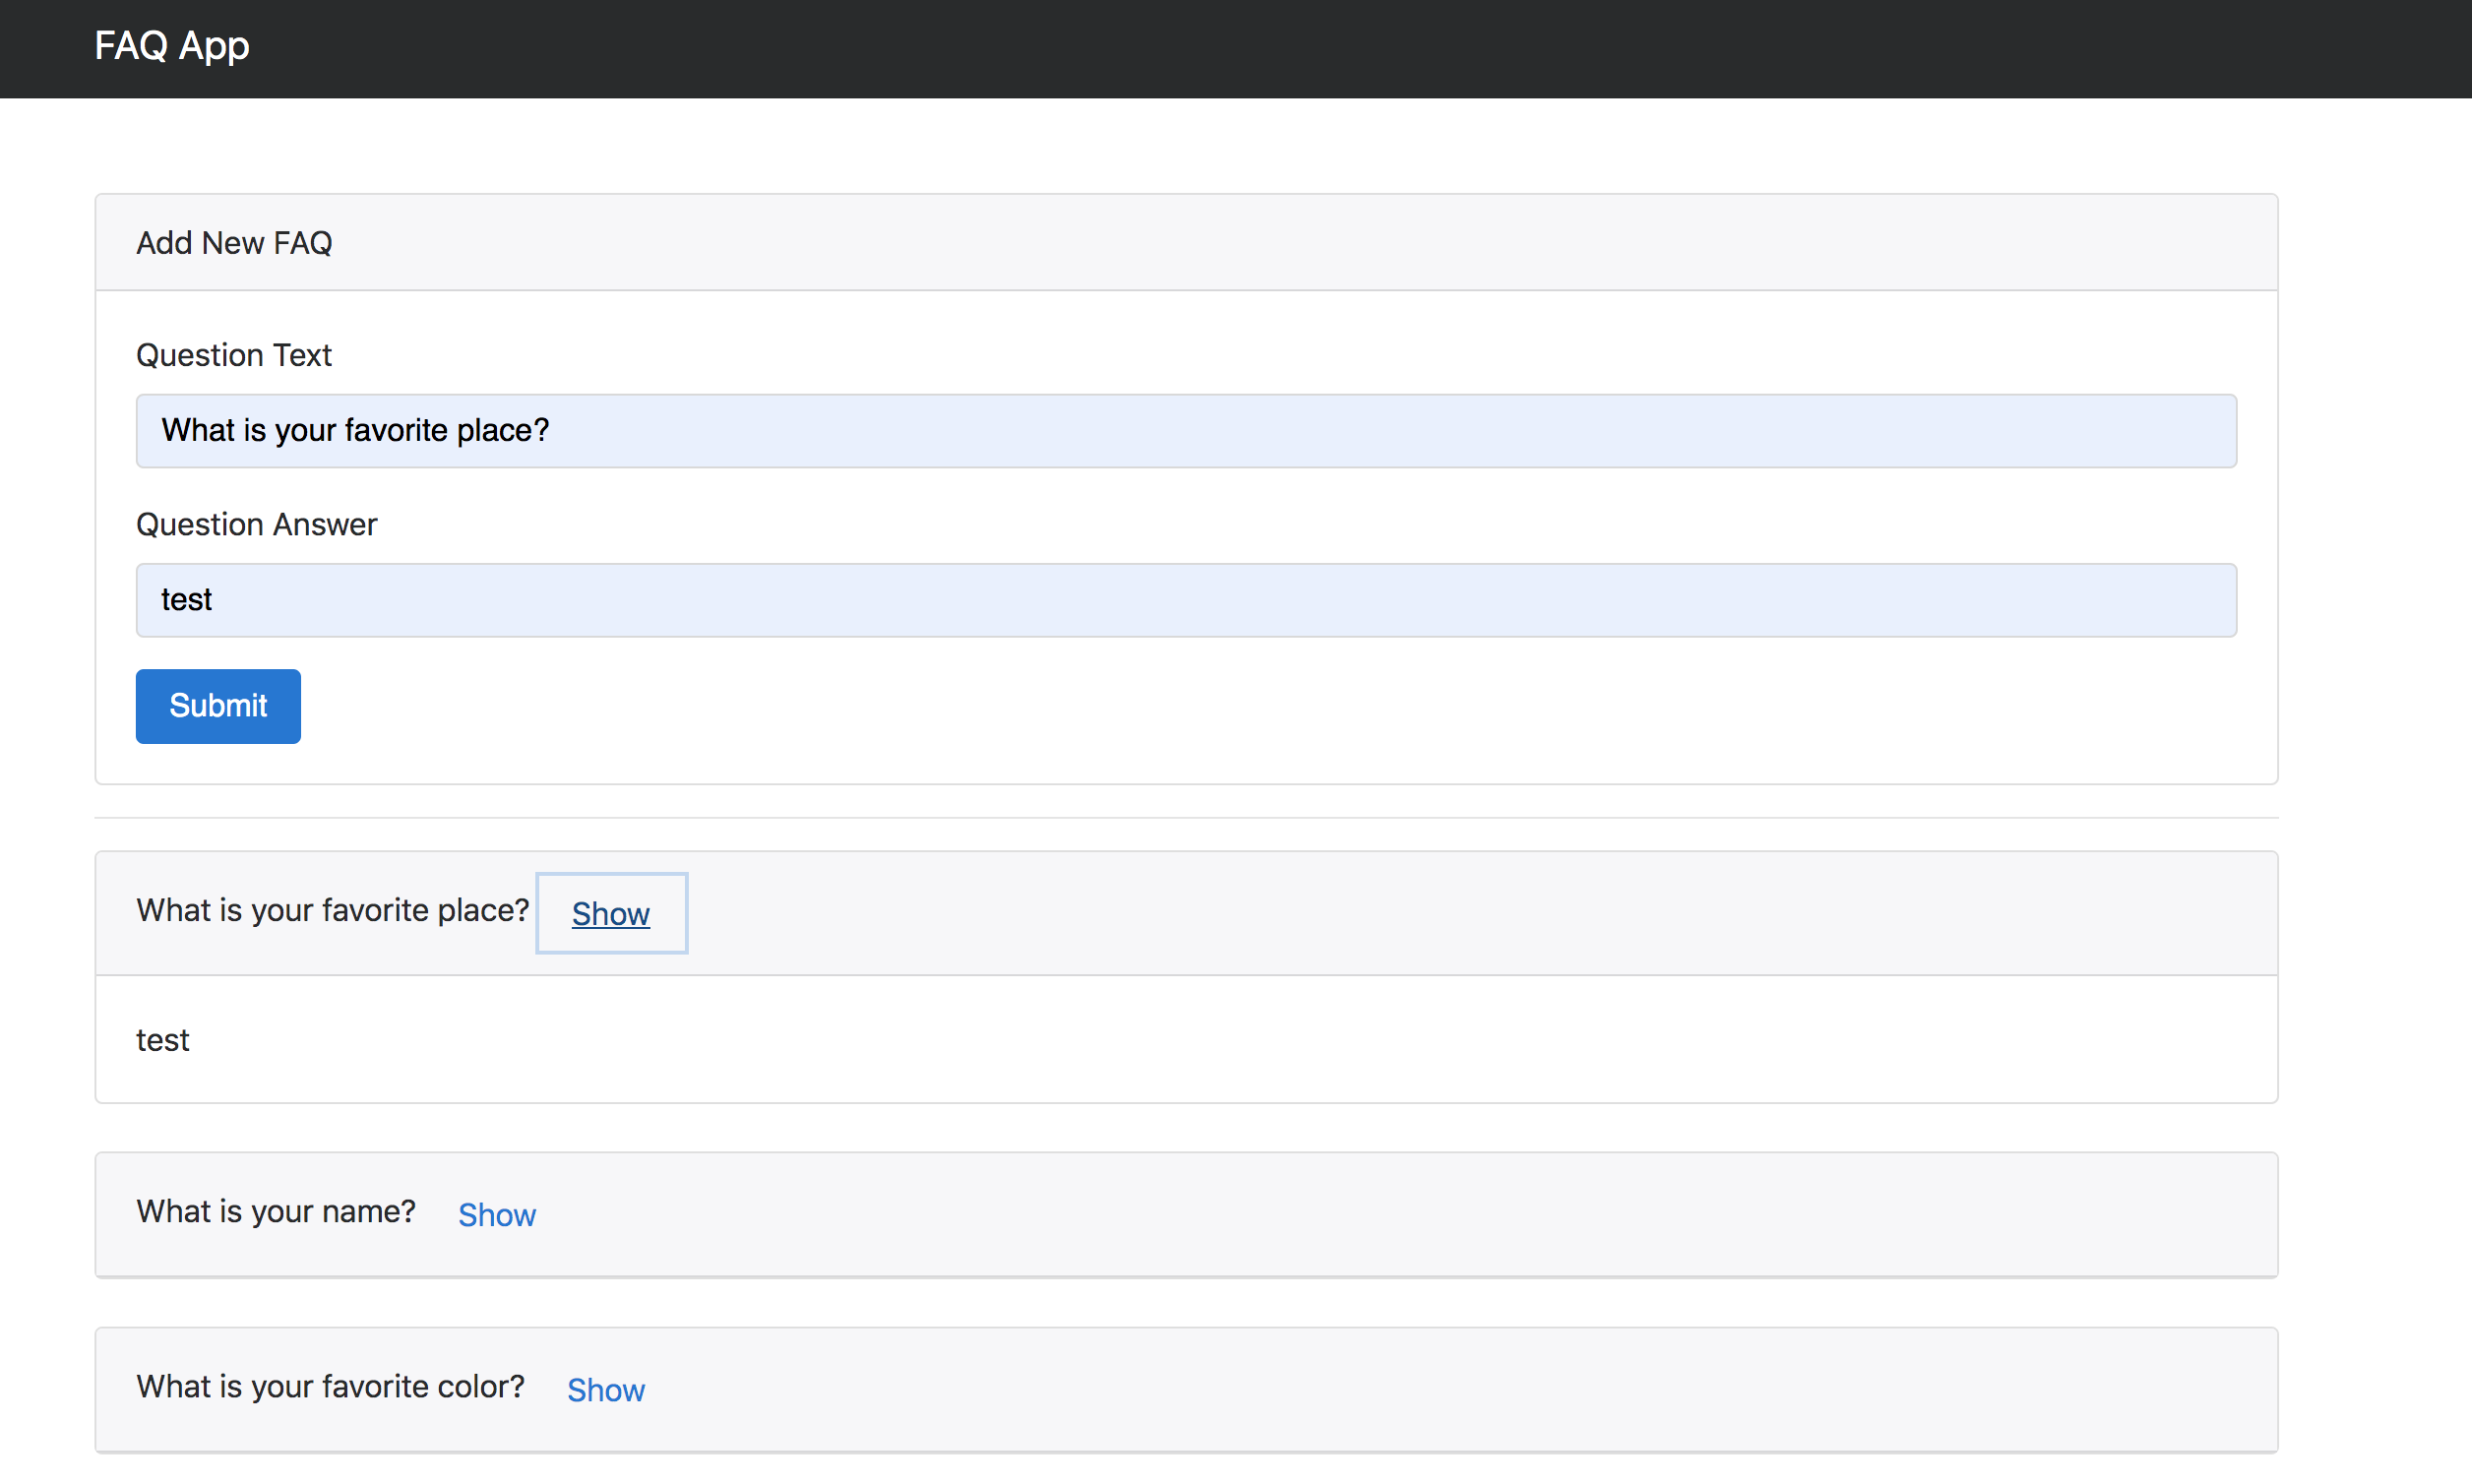 FAQ App
Add New FAQ
Question Text
What is your favorite place?
Question Answer
test
Submit
What is your favorite place? Show
test
What is your name? Show
What is your favorite color? Show